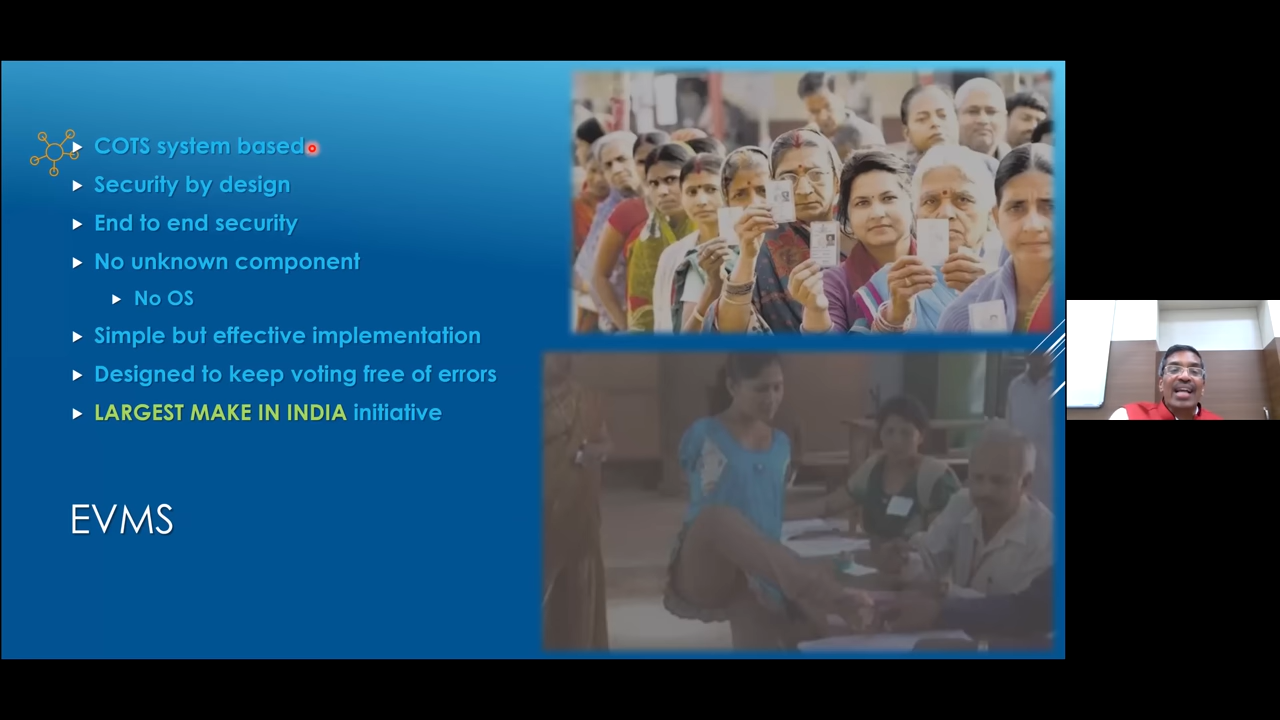 COTS system based
Security by design
End to end security
No unknown component
No OS
Simple but effective implementation
Designed to keep voting free of errors
LARGEST MAKE IN INDIA initiative
EVMS